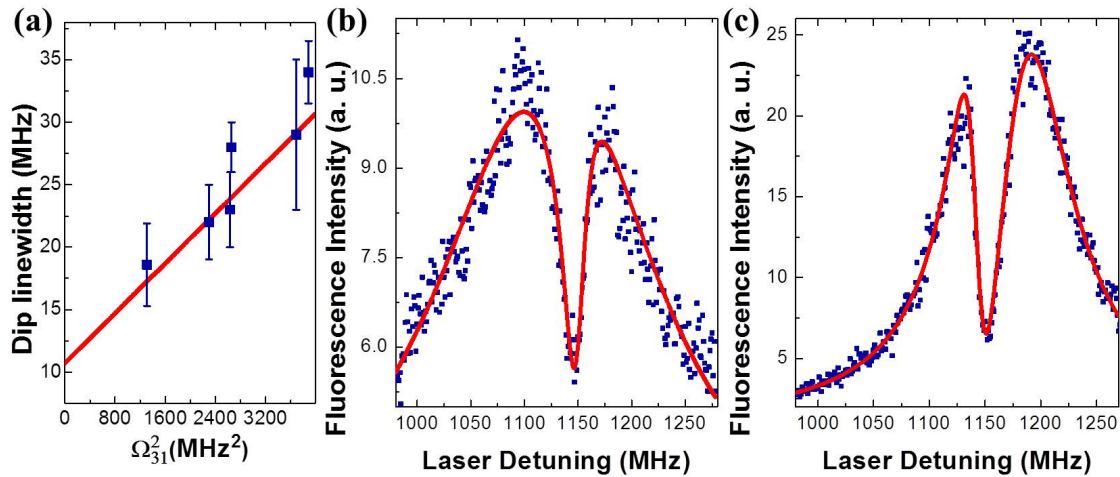 (a)
Dip linewidth (MHz)
35
30
25
20
15
10
0 800 1600 2400 3200
Ω²₃₁(MHz²)
(b)
Fluorescence Intensity (a. u.)
10.5
9.0
7.5
6.0
1000 1050 1100 1150 1200 1250
Laser Detuning (MHz)
(c)
Fluorescence Intensity (a. u.)
25
20
15
10
5
1000 1050 1100 1150 1200 1250
Laser Detuning (MHz)